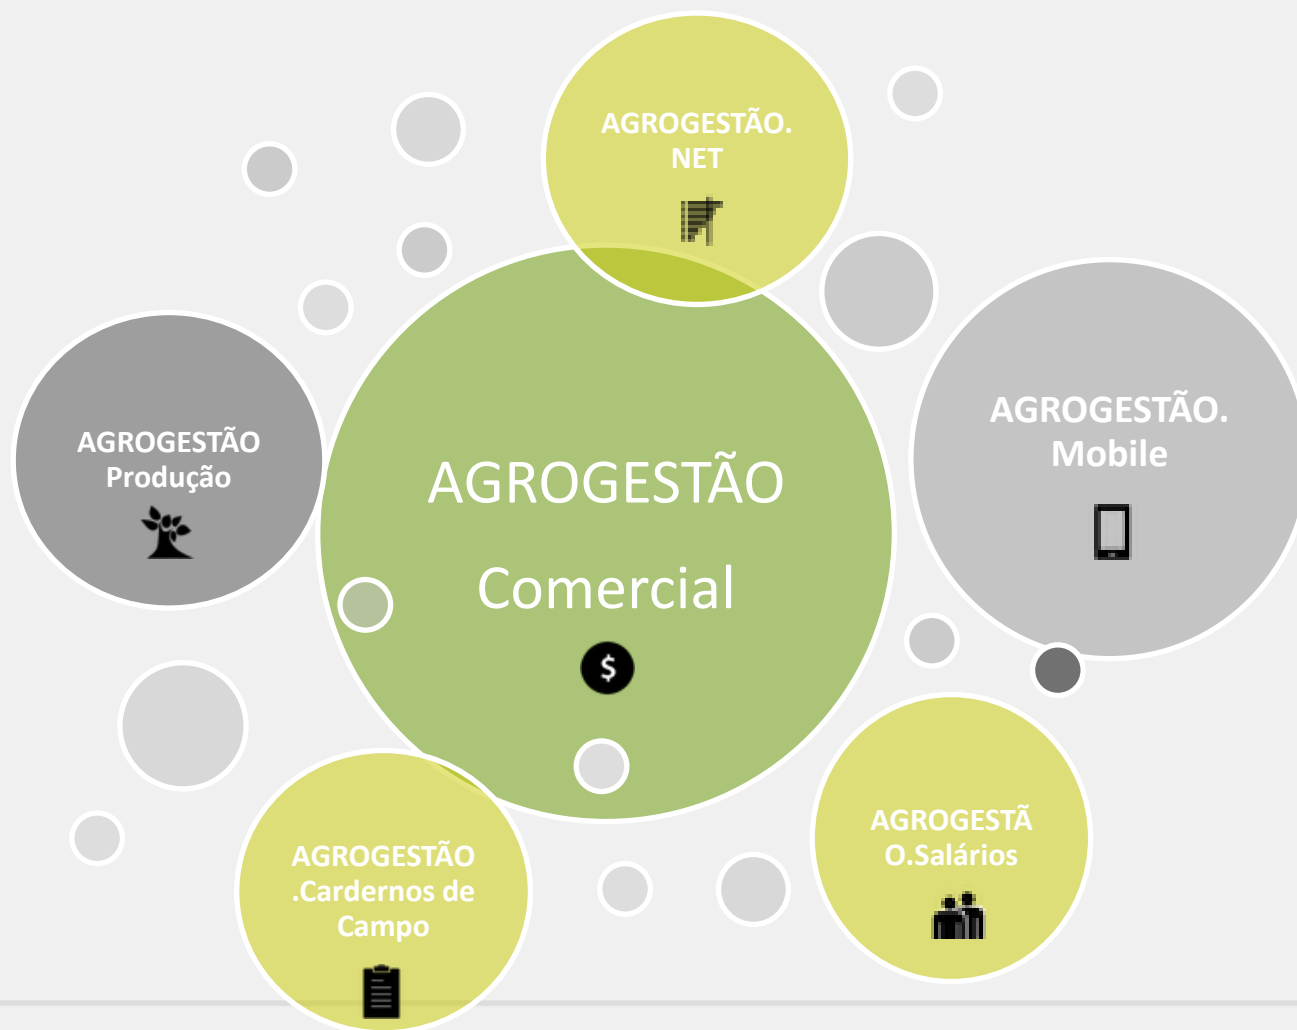 AGROGESTÃO.
NET
AGROGESTÃO
Produção
AGROGESTÃO
Comercial
$
AGROGESTÃO.
Mobile
AGROGESTÃO
.Cardernos de
Campo
AGROGESTÃ
O.Salários